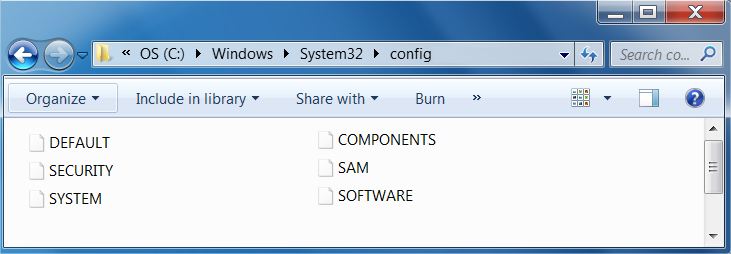 « OS (C:) Windows System32 config Search co...
Organize Include in library Share with Burn »
DEFAULT COMPONENTS
SECURITY SAM
SYSTEM SOFTWARE